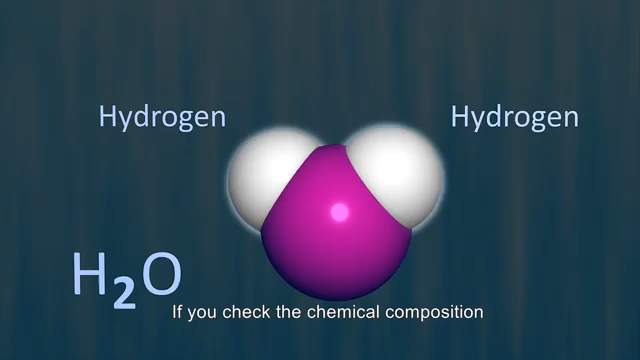 Hydrogen
Hydrogen
H₂O
If you check the chemical composition